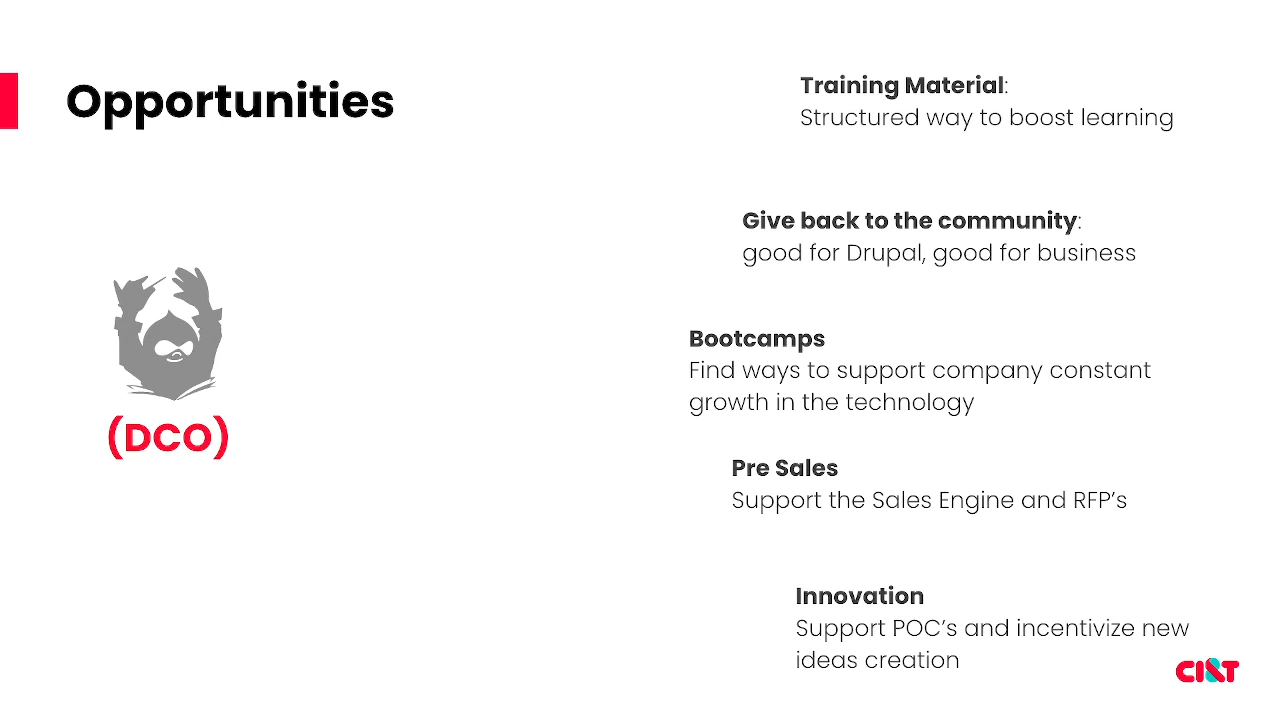 Opportunities
Training Material:
Structured way to boost learning
Give back to the community:
good for Drupal, good for business
Bootcamps
Find ways to support company constant
growth in the technology
(DCO)
Pre Sales
Support the Sales Engine and RFP's
Innovation
Support POC's and incentivize new
ideas creation
CI&T